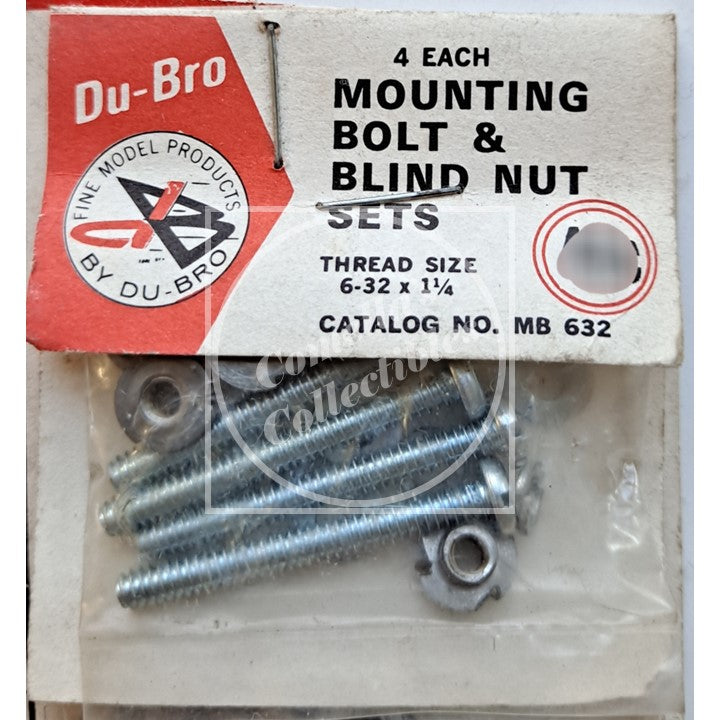 Du-Bro
FINE MODEL PRODUCTS
BY DU-BRO
4 EACH
MOUNTING
BOLT &
BLIND NUT
SETS
THREAD SIZE
6-32 x 1¼
CATALOG NO. MB 632
Collectibles